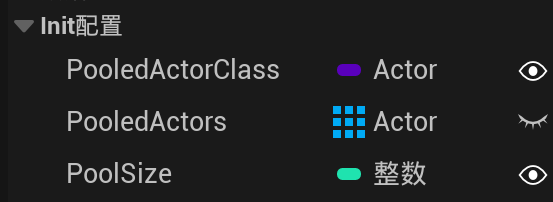 Init配置
PooledActorClass Actor
PooledActors Actor
PoolSize 整数